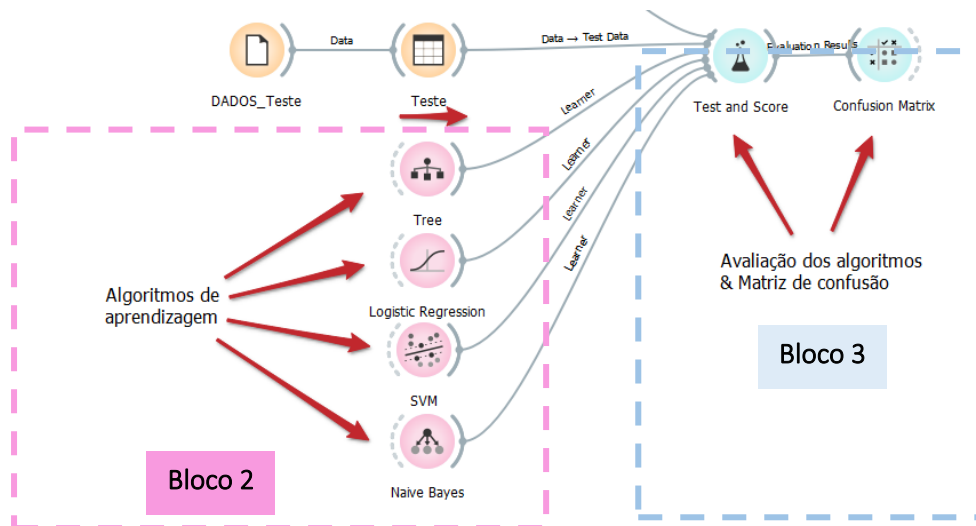 Data
Data → Test Data
Evaluation Results
DADOS_Teste
Teste
Test and Score
Confusion Matrix
Learner
Learner
Learner
Learner
Tree
Algoritmos de
aprendizagem
Logistic Regression
SVM
Naive Bayes
Bloco 2
Avaliação dos algoritmos
& Matriz de confusão
Bloco 3